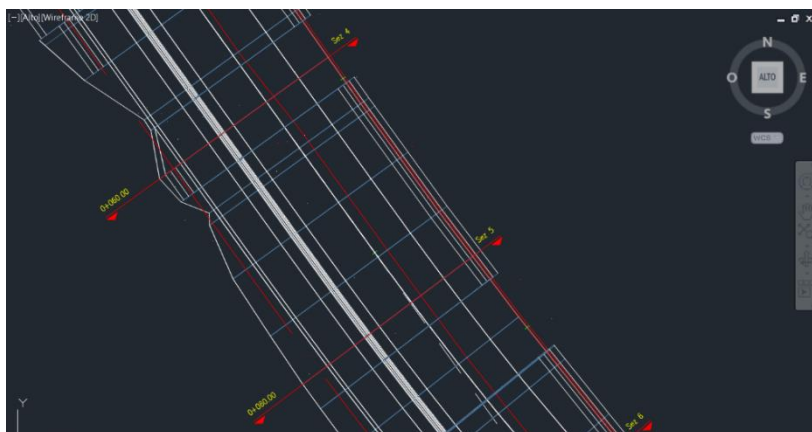 [−][Alto][Wireframe 2D]
Sez 4
N
O
ALTO
E
S
WCS
0+060.00
Sez 5
0+080.00
Sez 6
Y